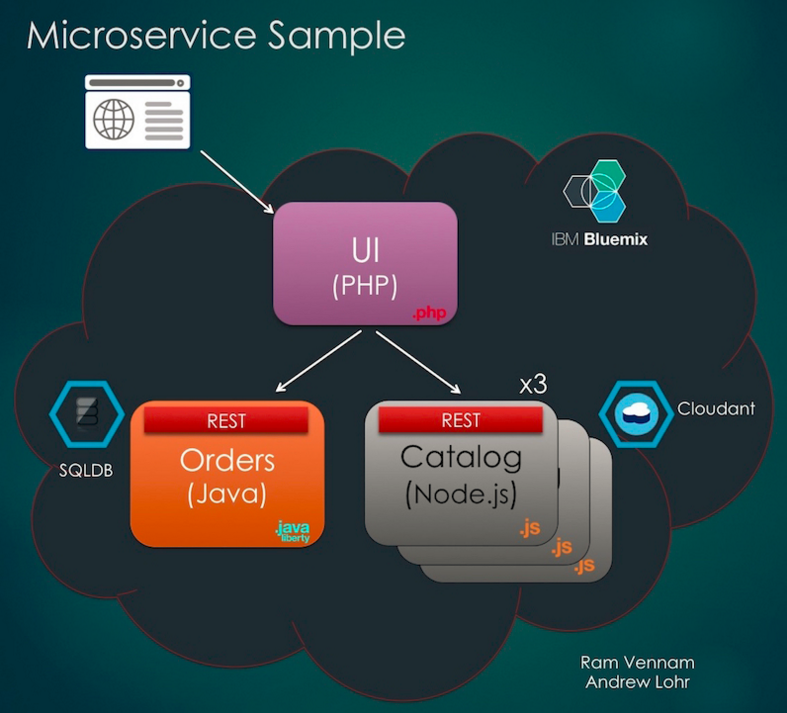 Microservice Sample
UI
(PHP)
.php
IBM Bluemix
SQLDB
REST
Orders
(Java)
.java
liberty
x3
REST
Catalog
(Node.js)
.js
.js
.js
Cloudant
Ram Vennam
Andrew Lohr